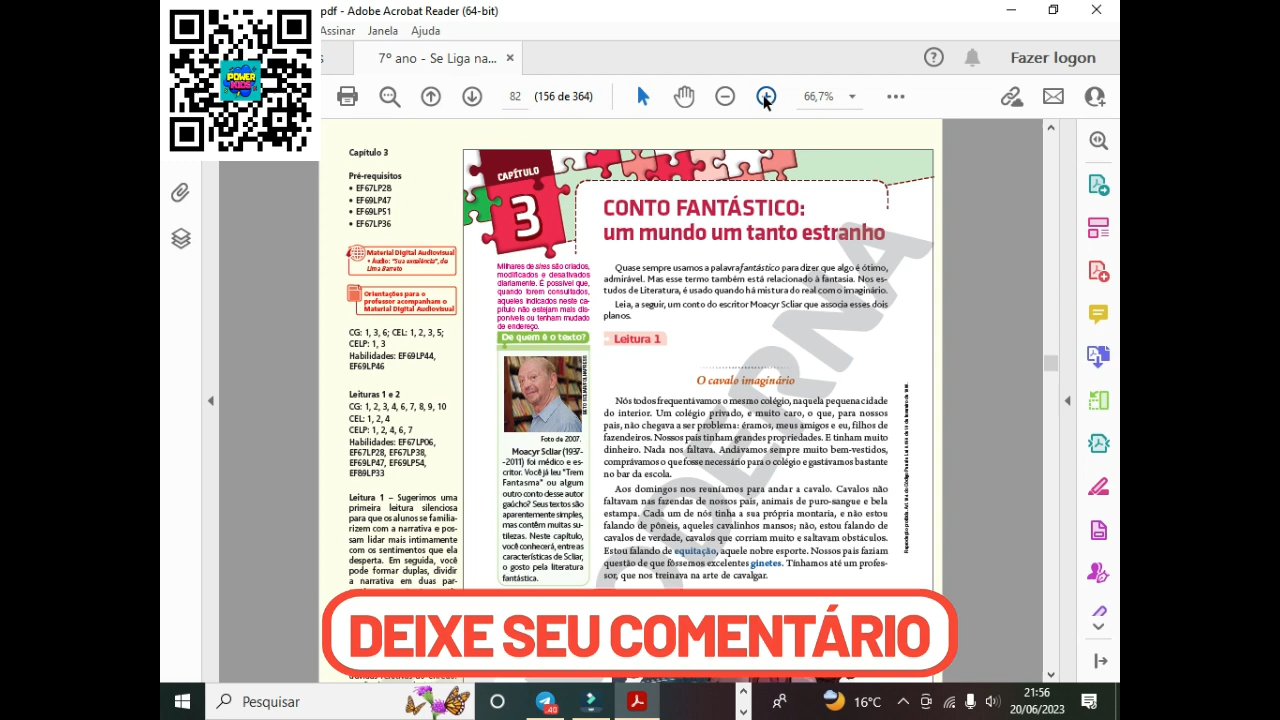 POWER KIDS
.pdf - Adobe Acrobat Reader (64-bit)
Assinar Janela Ajuda
7º ano - Se Liga na...
Fazer logon
82 (156 de 364)
66,7%
Capítulo 3
Pré-requisitos
• EF67LP28
• EF69LP47
• EF69LP51
• EF67LP36
Material Digital Audiovisual
• Áudio: "Sua excelência", de
Lima Barreto
Orientações para o
professor acompanham o
Material Digital Audiovisual
CG: 1, 3, 6; CEL: 1, 2, 3, 5;
CELP: 1, 3
Habilidades: EF69LP44,
EF69LP46
Leituras 1 e 2
CG: 1, 2, 3, 4, 6, 7, 8, 9, 10
CEL: 1, 2, 4
CELP: 1, 2, 4, 6, 7
Habilidades: EF67LP06,
EF67LP28, EF67LP38,
EF69LP47, EF69LP54,
EF89LP33
Leitura 1 – Sugerimos uma
primeira leitura silenciosa
para que os alunos se familia-
rizem com a narrativa e pos-
sam lidar mais intimamente
com os sentimentos que ela
desperta. Em seguida, você
pode formar duplas, dividir
a narrativa em duas par-
CAPÍTULO
3
CONTO FANTÁSTICO:
um mundo um tanto estranho
Milhares de sites são criados,
modificados e desativados
diariamente. É possível que,
quando forem consultados,
aqueles indicados neste ca-
pítulo não estejam mais dis-
poníveis ou tenham mudado
de endereço.
De quem é o texto?
Foto de 2007.
Moacyr Scliar (1937-
-2011) foi médico e es-
critor. Você já leu "Trem
Fantasma" ou algum
outro conto desse autor
gaúcho? Seus textos são
aparentemente simples,
mas contêm muitas su-
tilezas. Neste capítulo,
você conhecerá, entre as
características de Scliar,
o gosto pela literatura
fantástica.
Quase sempre usamos a palavra fantástico para dizer que algo é ótimo,
admirável. Mas esse termo também está relacionado à fantasia. Nos es-
tudos de Literatura, é usado quando há mistura do real com o imaginário.
Leia, a seguir, um conto do escritor Moacyr Scliar que associa esses dois
planos.
Leitura 1
O cavalo imaginário
Nós todos frequentávamos o mesmo colégio, naquela pequena cidade
do interior. Um colégio privado, e muito caro, o que, para nossos
pais, não chegava a ser problema: éramos, meus amigos e eu, filhos de
fazendeiros. Nossos pais tinham grandes propriedades. E tinham muito
dinheiro. Nada nos faltava. Andávamos sempre muito bem-vestidos,
comprávamos o que fosse necessário para o colégio e gastávamos bastante
no bar da escola.
Aos domingos nos reuníamos para andar a cavalo. Cavalos não
faltavam nas fazendas de nossos pais, animais de puro-sangue e bela
estampa. Cada um de nós tinha a sua própria montaria, e não estou
falando de pôneis, aqueles cavalinhos mansos; não, estou falando de
cavalos de verdade, cavalos que corriam muito e saltavam obstáculos.
Estou falando de equitação, aquele nobre esporte. Nossos pais faziam
questão de que fôssemos excelentes ginetes. Tínhamos até um profes-
sor, que nos treinava na arte de cavalgar.
MODERNA
DEIXE SEU COMENTÁRIO
Pesquisar
40
16°C
21:56
20/06/2023